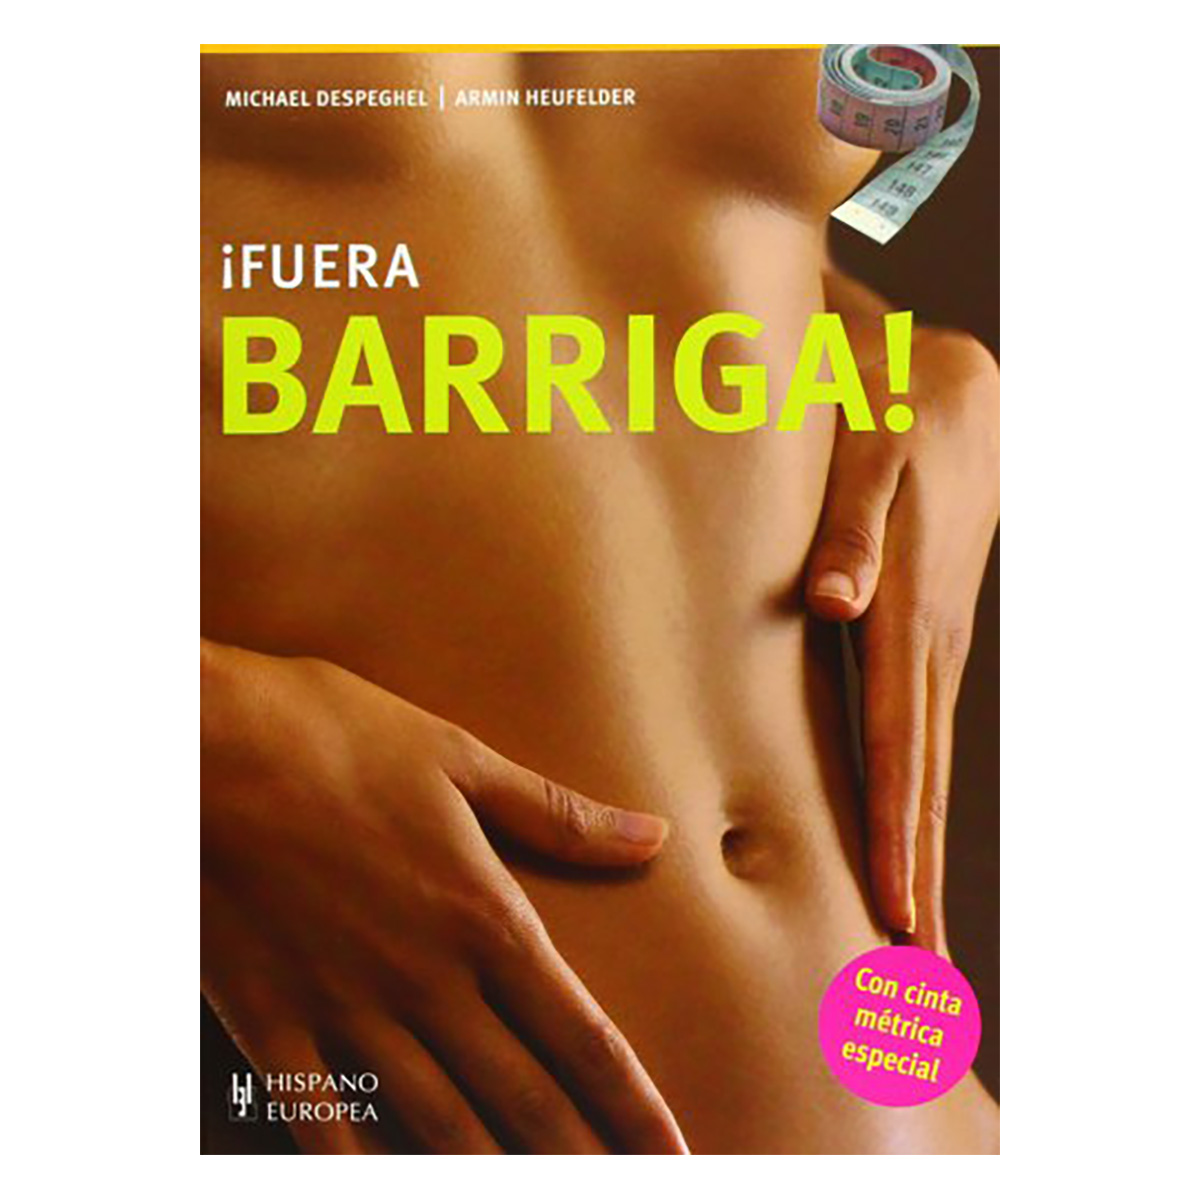 MICHAEL DESPEGHEL | ARMIN HEUFELDER
¡FUERA
BARRIGA!
Con cinta
métrica
especial
HISPANO
EUROPEA